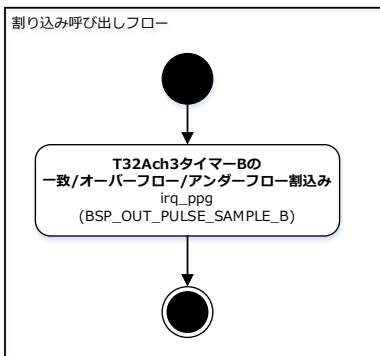 割り込み呼び出しフロー
T32Ach3タイマーBの
一致/オーバーフロー/アンダーフロー割込み
irq_ppg
(BSP_OUT_PULSE_SAMPLE_B)